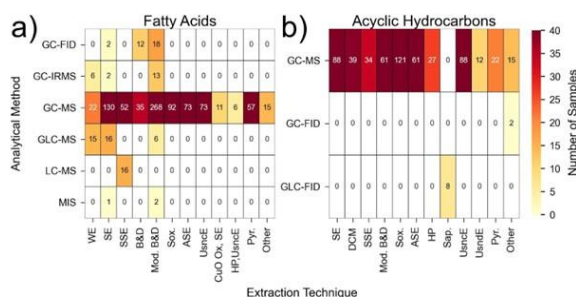 a) Fatty Acids
Analytical Method
GC-FID 0 2 0 12 18 0 0 0 0 0 0 0
GC-IRMS 6 2 0 0 13 0 0 0 0 0 0 0
GC-MS 22 130 52 35 268 92 73 73 11 6 57 15
GLC-MS 15 16 0 0 6 0 0 0 0 0 0 0
LC-MS 0 0 16 0 0 0 0 0 0 0 0 0
MIS 0 1 0 0 2 0 0 0 0 0 0 0
WE
SE
SSE
B&D
Mod. B&D
Sox.
ASE
UsncE
CuO Ox, SE
HP,UsncE
Pyr.
Other
b) Acyclic Hydrocarbons
GC-MS 88 39 34 61 121 61 27 0 88 12 22 15
GC-FID 0 0 0 0 0 0 0 0 0 0 0 2
GLC-FID 0 0 0 0 0 0 0 8 0 0 0 0
SE
DCM
SSE
Mod. B&D
Sox.
ASE
HP
Sap.
UsncE
UsndE
Pyr.
Other
40
35
30
25
20
15
10
5
0
Number of Samples
Extraction Technique